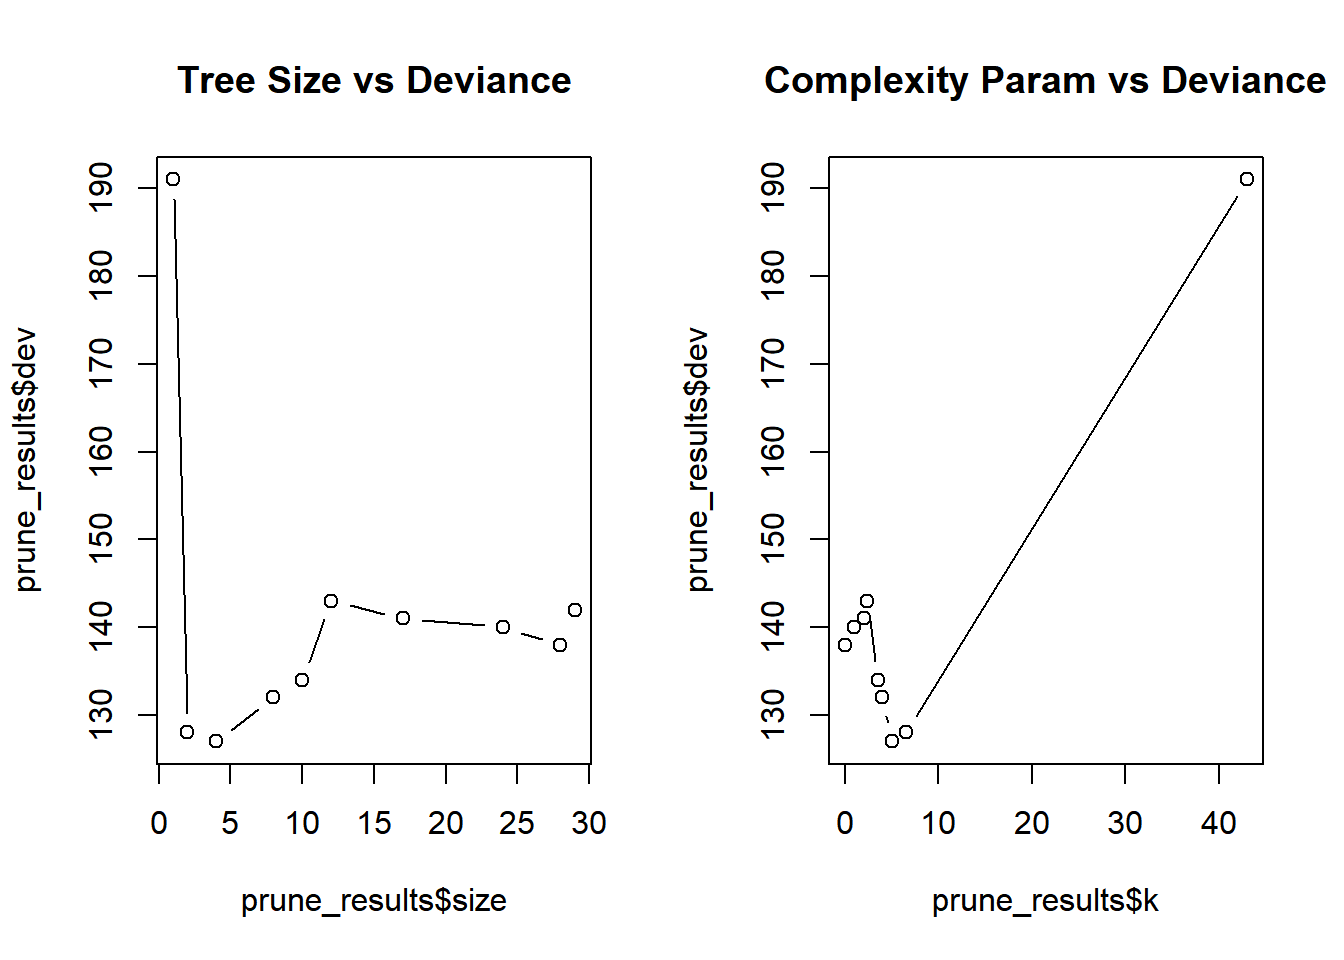 Tree Size vs Deviance
prune_results$dev
190
180
170
160
150
140
130
0 5 10 15 20 25 30
prune_results$size
Complexity Param vs Deviance
prune_results$dev
190
180
170
160
150
140
130
0 10 20 30 40
prune_results$k